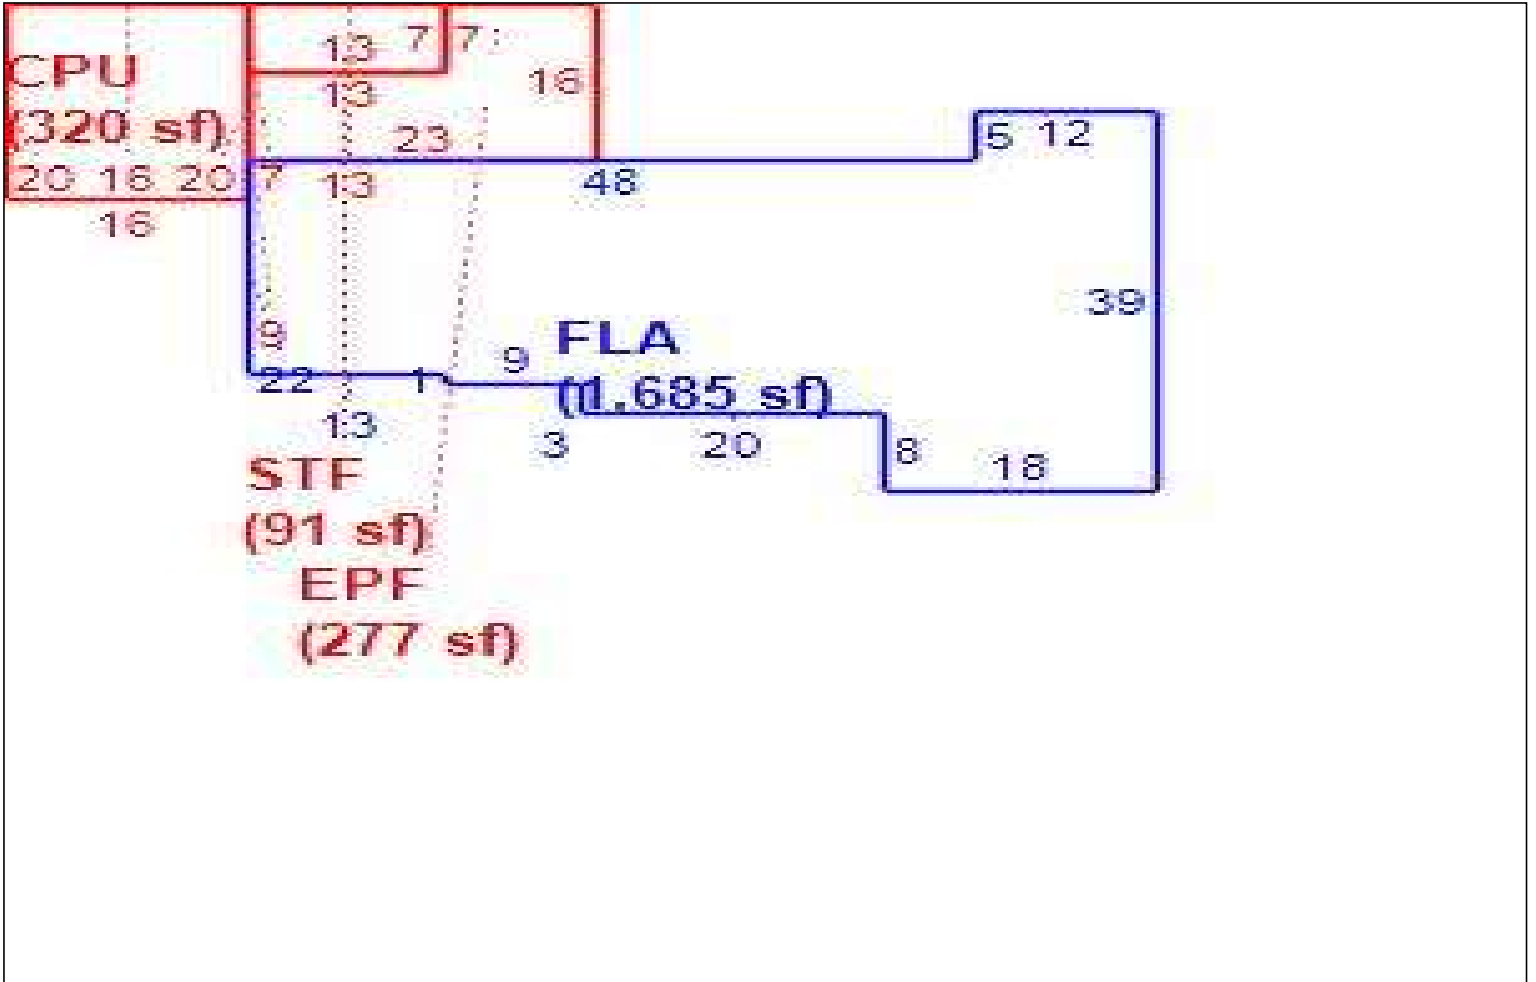 13 7 7
CPU 13 16
(320 sf) 23 5 12
20 16 20 7 13 48
16
39
9 FLA
22 1 9 (1.685 sf)
13 3 20 8 18
STF
(91 sf)
EPF
(277 sf)